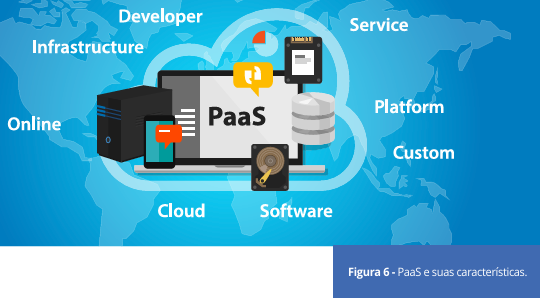 Developer
Service
Infrastructure
PaaS
Platform
Online
Custom
Cloud
Software
Figura 6 - PaaS e suas características.